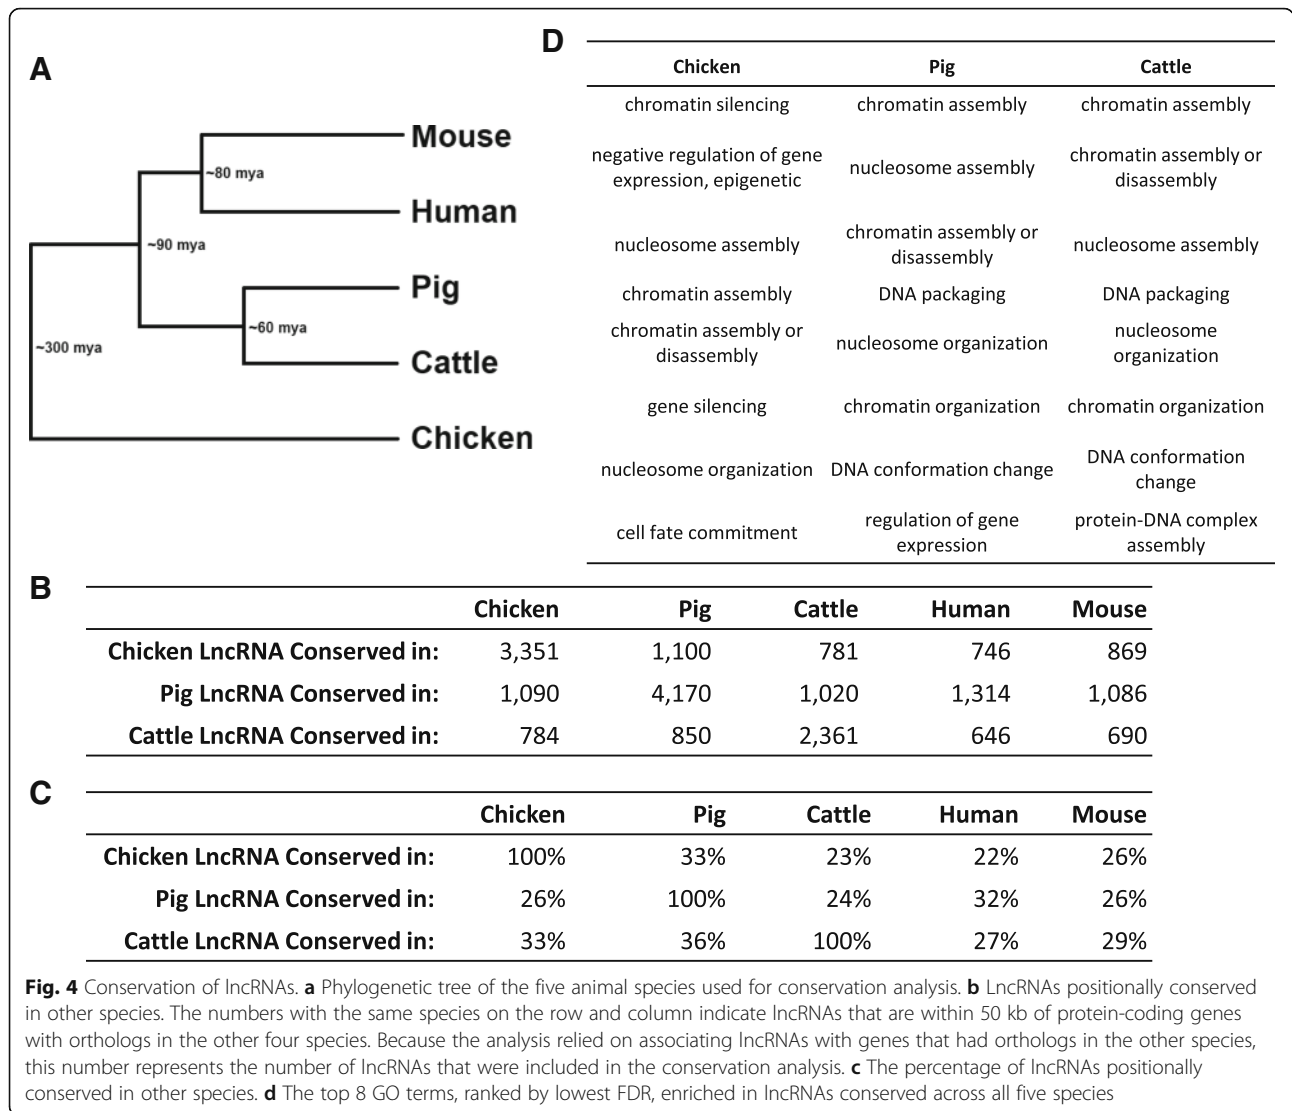 A
Mouse
~80 mya
Human
~90 mya
Pig
~60 mya
~300 mya
Cattle
Chicken
D
Chicken Pig Cattle
chromatin silencing chromatin assembly chromatin assembly
negative regulation of gene expression, epigenetic nucleosome assembly chromatin assembly or disassembly
nucleosome assembly chromatin assembly or disassembly nucleosome assembly
chromatin assembly DNA packaging DNA packaging
chromatin assembly or disassembly nucleosome organization nucleosome organization
gene silencing chromatin organization chromatin organization
nucleosome organization DNA conformation change DNA conformation change
cell fate commitment regulation of gene expression protein-DNA complex assembly
B
Chicken Pig Cattle Human Mouse
Chicken LncRNA Conserved in: 3,351 1,100 781 746 869
Pig LncRNA Conserved in: 1,090 4,170 1,020 1,314 1,086
Cattle LncRNA Conserved in: 784 850 2,361 646 690
C
Chicken Pig Cattle Human Mouse
Chicken LncRNA Conserved in: 100% 33% 23% 22% 26%
Pig LncRNA Conserved in: 26% 100% 24% 32% 26%
Cattle LncRNA Conserved in: 33% 36% 100% 27% 29%
Fig. 4 Conservation of lncRNAs. a Phylogenetic tree of the five animal species used for conservation analysis. b LncRNAs positionally conserved
in other species. The numbers with the same species on the row and column indicate lncRNAs that are within 50 kb of protein-coding genes
with orthologs in the other four species. Because the analysis relied on associating lncRNAs with genes that had orthologs in the other species,
this number represents the number of lncRNAs that were included in the conservation analysis. c The percentage of lncRNAs positionally
conserved in other species. d The top 8 GO terms, ranked by lowest FDR, enriched in lncRNAs conserved across all five species